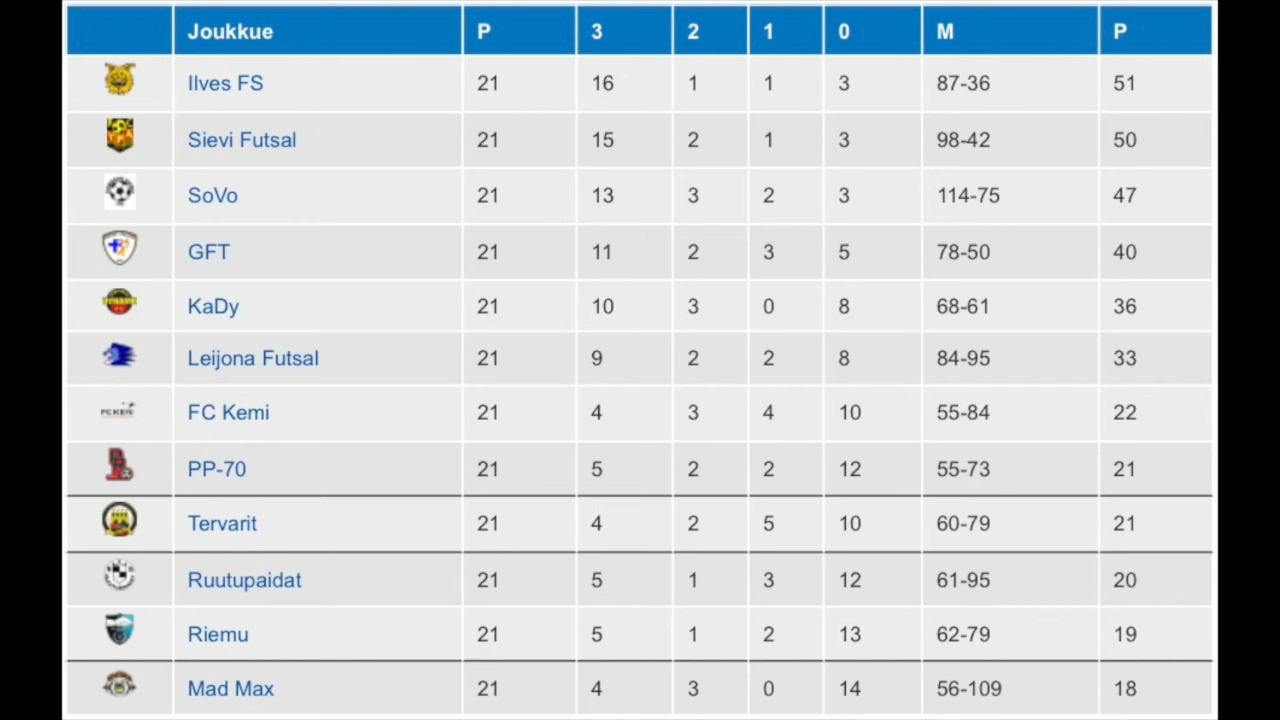 Joukkue P 3 2 1 0 M P
Ilves FS 21 16 1 1 3 87-36 51
Sievi Futsal 21 15 2 1 3 98-42 50
SoVo 21 13 3 2 3 114-75 47
GFT 21 11 2 3 5 78-50 40
KaDy 21 10 3 0 8 68-61 36
Leijona Futsal 21 9 2 2 8 84-95 33
FC Kemi 21 4 3 4 10 55-84 22
PP-70 21 5 2 2 12 55-73 21
Tervarit 21 4 2 5 10 60-79 21
Ruutupaidat 21 5 1 3 12 61-95 20
Riemu 21 5 1 2 13 62-79 19
Mad Max 21 4 3 0 14 56-109 18